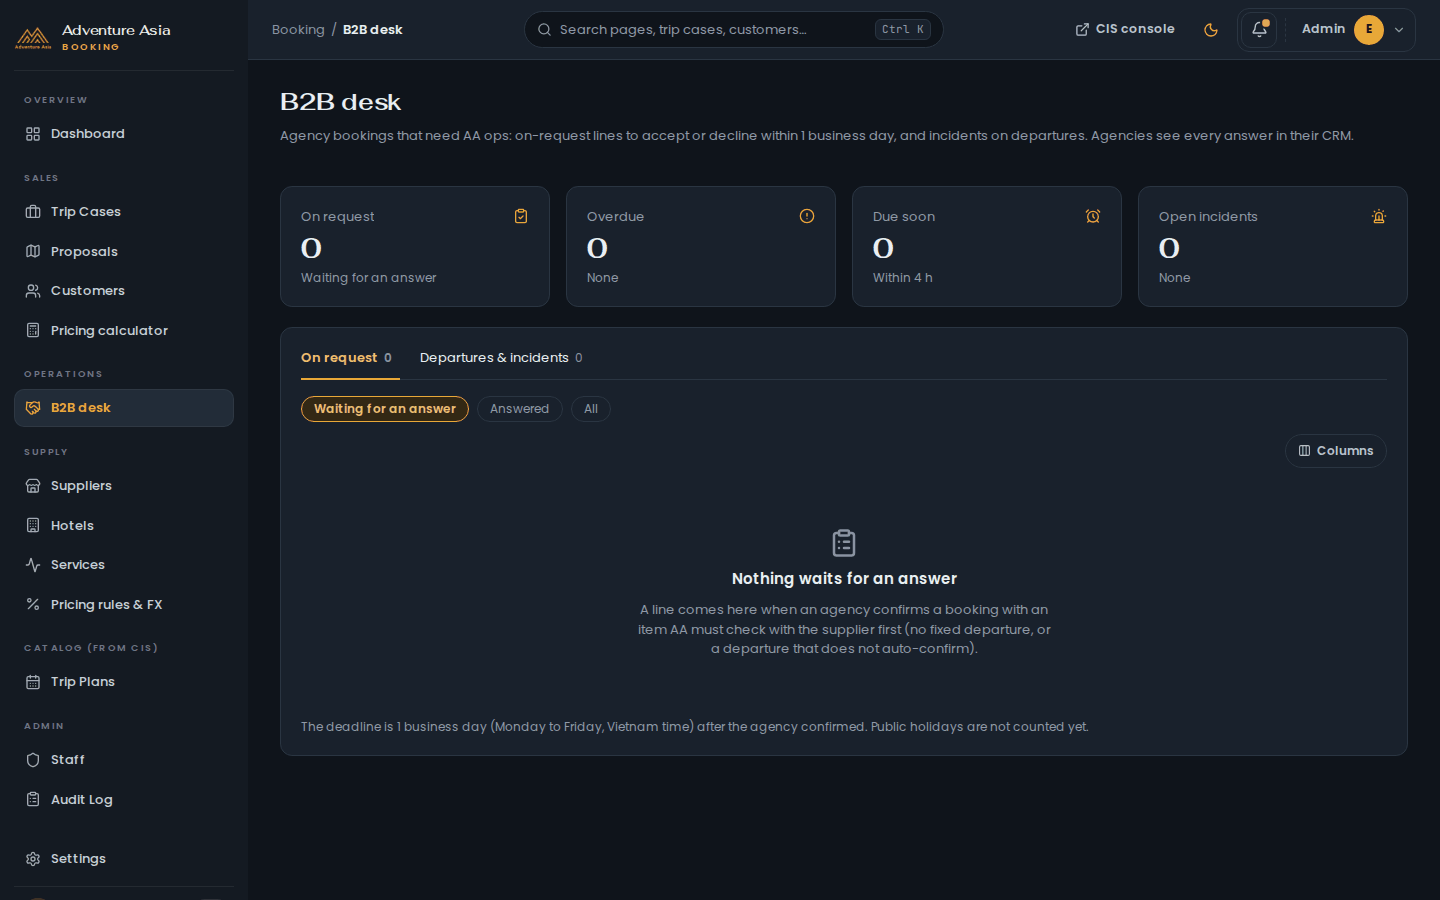 Adventure Asia
BOOKING
Adventure Asia
OVERVIEW
Dashboard
SALES
Trip Cases
Proposals
Customers
Pricing calculator
OPERATIONS
B2B desk
SUPPLY
Suppliers
Hotels
Services
Pricing rules & FX
CATALOG (FROM CIS)
Trip Plans
ADMIN
Staff
Audit Log
Settings
Booking / B2B desk
Search pages, trip cases, customers...
Ctrl K
CIS console
Admin
E
B2B desk
Agency bookings that need AA ops: on-request lines to accept or decline within 1 business day, and incidents on departures. Agencies see every answer in their CRM.
On request
0
Waiting for an answer
Overdue
0
None
Due soon
0
Within 4 h
Open incidents
0
None
On request 0
Departures & incidents 0
Waiting for an answer
Answered
All
Columns
Nothing waits for an answer
A line comes here when an agency confirms a booking with an
item AA must check with the supplier first (no fixed departure, or
a departure that does not auto-confirm).
The deadline is 1 business day (Monday to Friday, Vietnam time) after the agency confirmed. Public holidays are not counted yet.